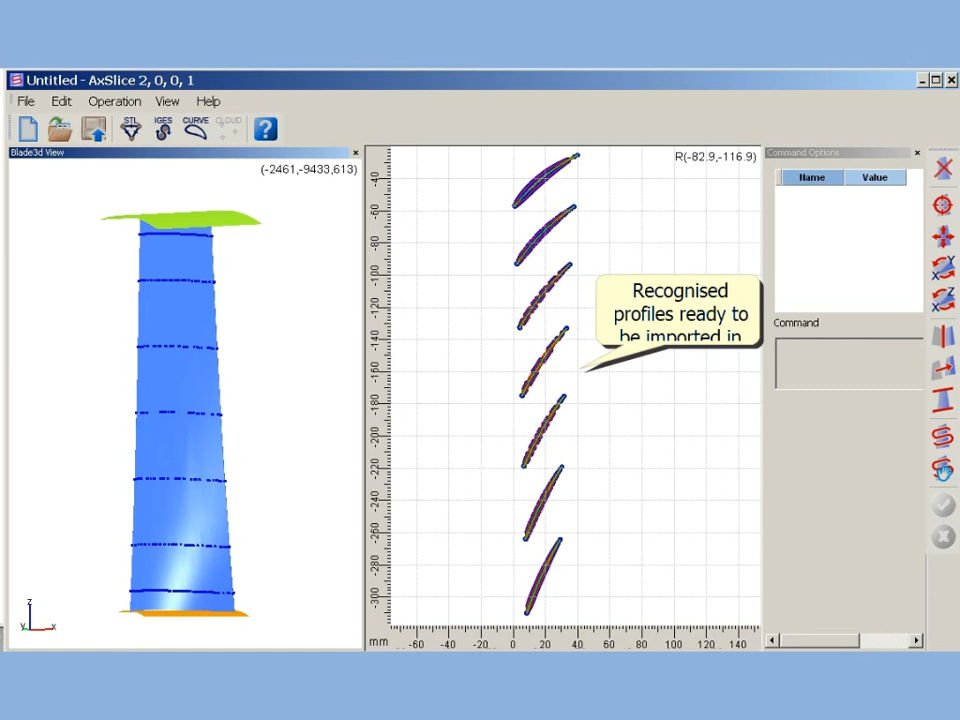 Untitled - AxSlice 2, 0, 0, 1
File Edit Operation View Help
STL IGES CURVE CLOUD
Blade3d View
(-2461,-9433,613)
R(-82.9,-116.9)
Command Options
Name Value
Recognised
profiles ready to
be imported in
Command
-40
-60
-80
-100
-120
-140
-160
-180
-200
-220
-240
-260
-280
-300
mm -60 -40 -20 0 20 40 60 80 100 120 140
z
y x
X Y
X Z